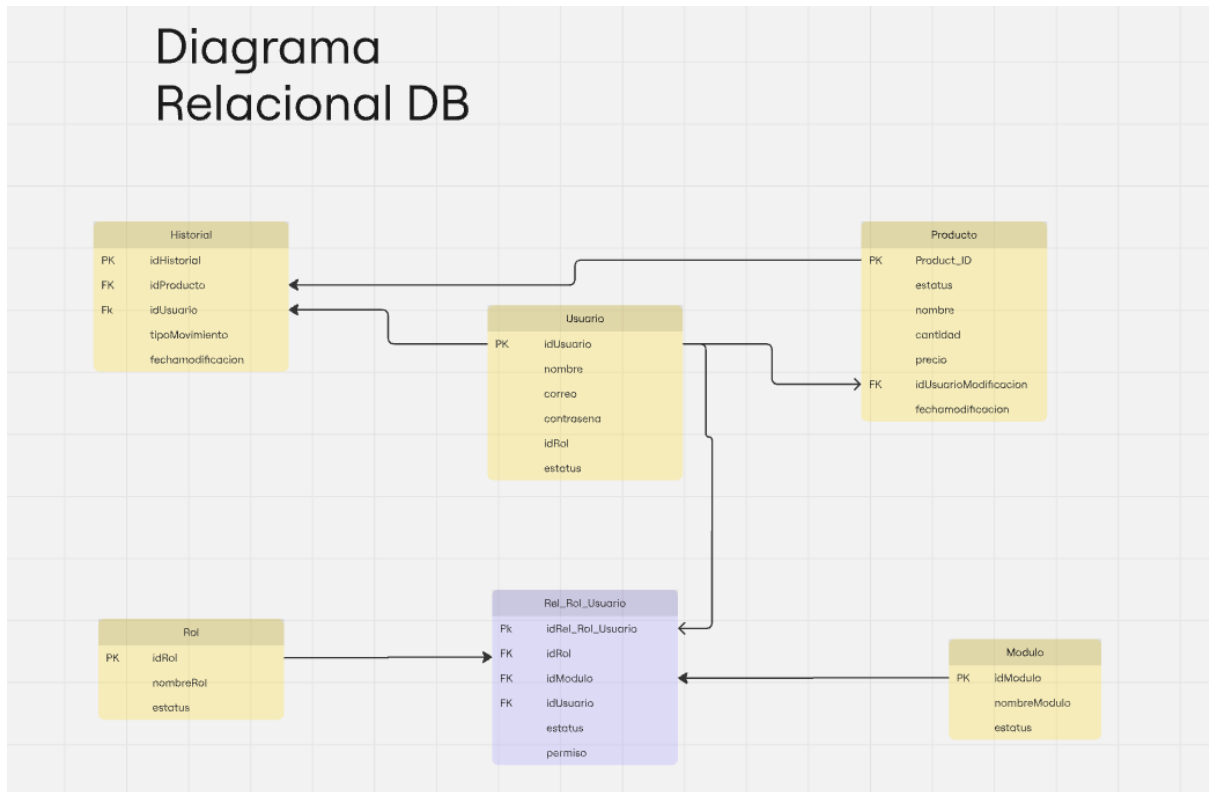 Diagrama
Relacional DB
Historial
PK idHistorial
FK idProducto
Fk idUsuario
tipoMovimiento
fechamodificacion
Producto
PK Product_ID
estatus
nombre
cantidad
precio
FK idUsuarioModificacion
fechamodificacion
Usuario
PK idUsuario
nombre
correo
contrasena
idRol
estatus
Rol
PK idRol
nombreRol
estatus
Rel_Rol_Usuario
Pk idRel_Rol_Usuario
FK idRol
FK idModulo
FK idUsuario
estatus
permiso
Modulo
PK idModulo
nombreModulo
estatus